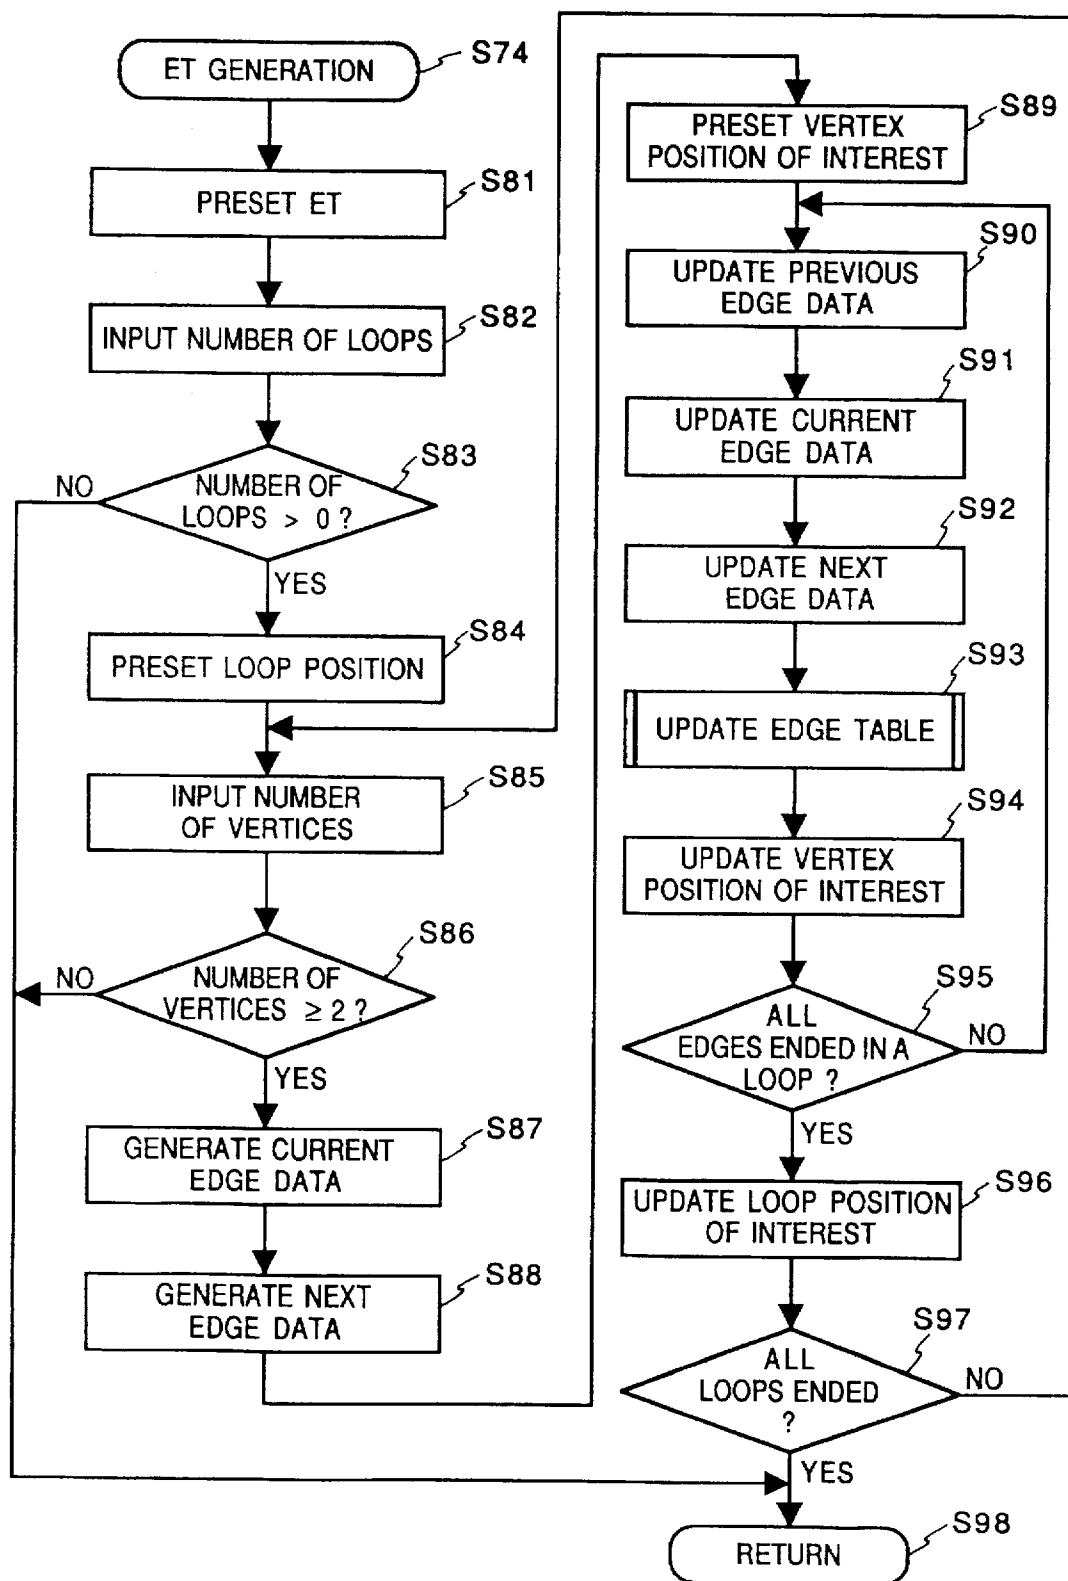 ET GENERATION
S74
PRESET ET
S81
INPUT NUMBER OF LOOPS
S82
NUMBER OF
LOOPS > 0 ?
S83
NO
YES
PRESET LOOP POSITION
S84
INPUT NUMBER
OF VERTICES
S85
NUMBER OF
VERTICES ≥ 2 ?
S86
NO
YES
GENERATE CURRENT
EDGE DATA
S87
GENERATE NEXT
EDGE DATA
S88
PRESET VERTEX
POSITION OF INTEREST
S89
UPDATE PREVIOUS
EDGE DATA
S90
UPDATE CURRENT
EDGE DATA
S91
UPDATE NEXT
EDGE DATA
S92
UPDATE EDGE TABLE
S93
UPDATE VERTEX
POSITION OF INTEREST
S94
ALL
EDGES ENDED IN A
LOOP ?
S95
NO
YES
UPDATE LOOP POSITION
OF INTEREST
S96
ALL
LOOPS ENDED
?
S97
NO
YES
RETURN
S98